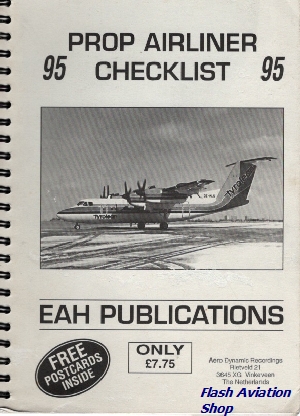 PROP AIRLINER
95 CHECKLIST 95
Tyrolean
EAH PUBLICATIONS
FREE
POSTCARDS
INSIDE
ONLY
£7.75
Aero Dynamic Recordings
Rietveld 21
3645 XG Vinkeveen
The Netherlands
Flash Aviation
Shop